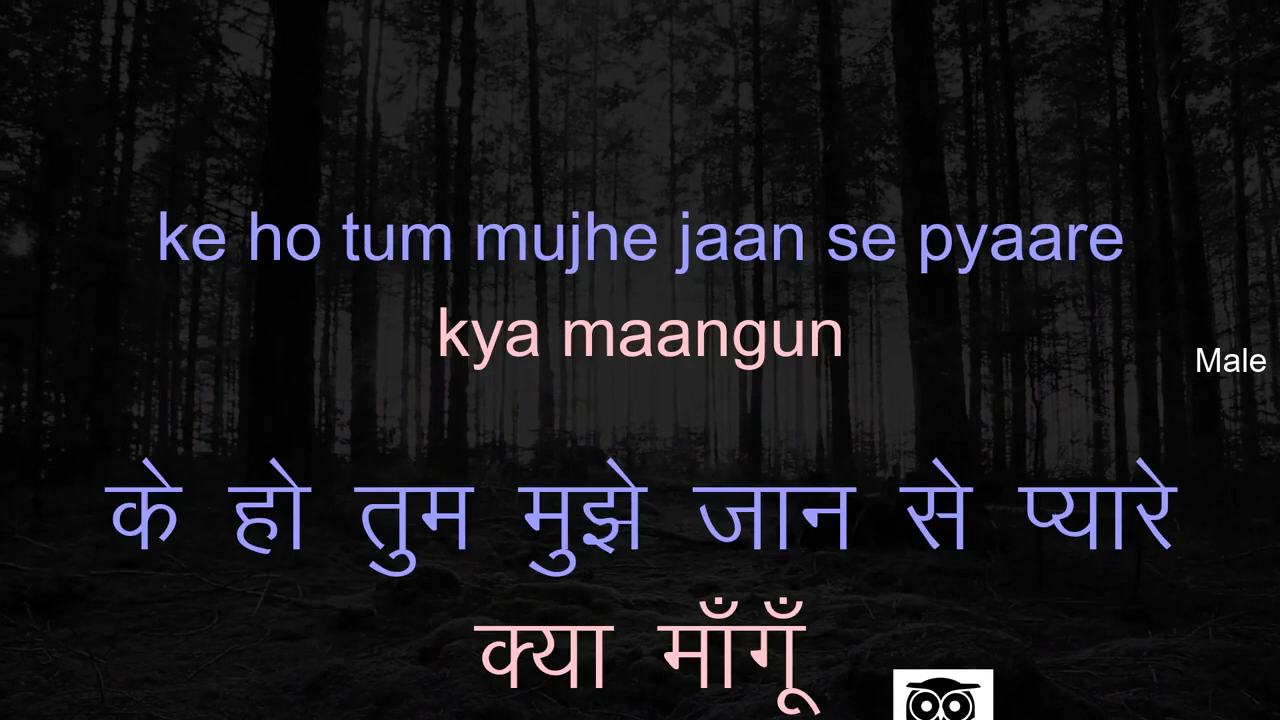 ke ho tum mujhe jaan se pyaare
kya maangun
Male
के हो तुम मुझे जान से प्यारे
क्या माँगूँ